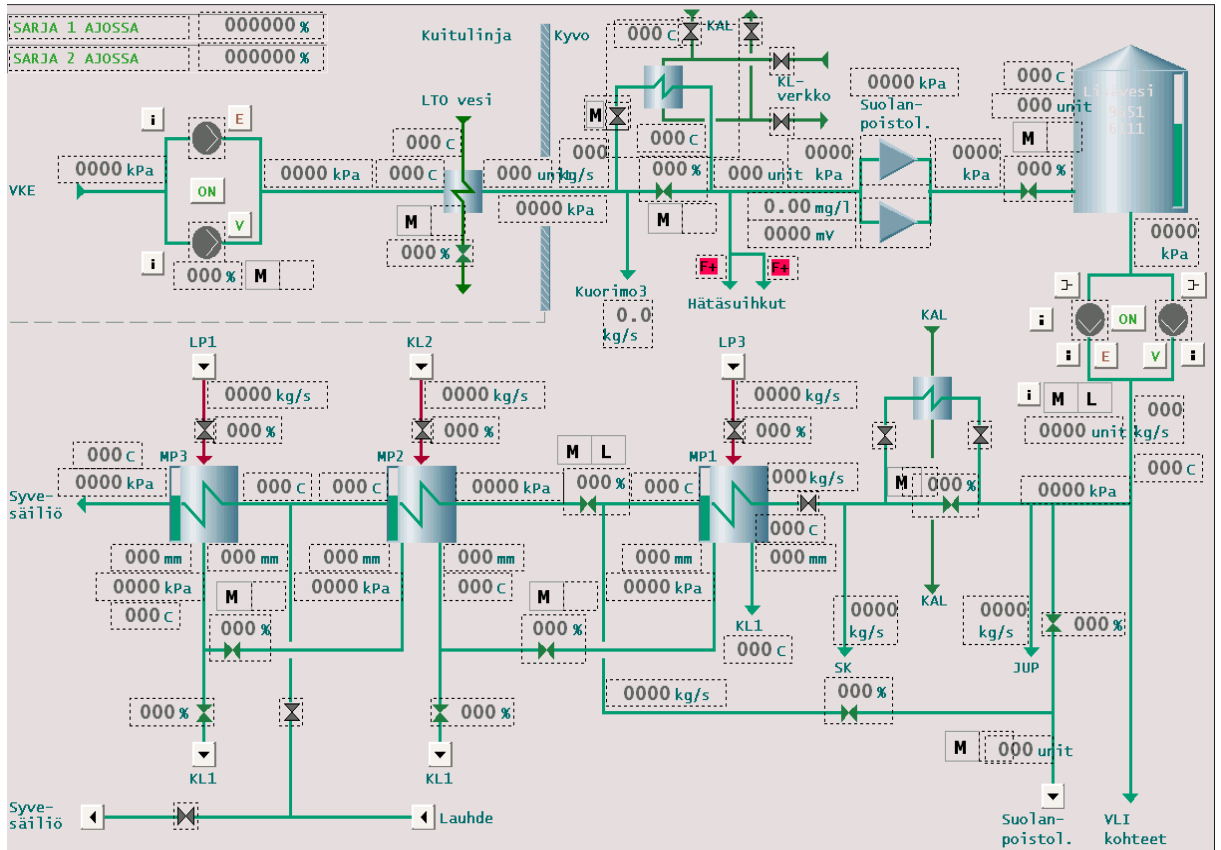 SARJA 1 AJOSSA 000000 %
SARJA 2 AJOSSA 000000 %
Kuitulinja
Kyvo
000 C
KAL
KL-
verkko
0000 kPa
Suolan-
poistol.
000 C
000 unit
M
000 %
LTO vesi
000 C
M
i
E
0000 kPa
VKE
ON
0000 kPa
000 C
000 unit
0000 kPa
000
kg/s
000 C
000 %
M
000 unit
0000
kPa
0000
kPa
i
V
000 %
M
M
000 %
0.00 mg/l
0000 mV
F+
F+
Kuorimo3
0.0
kg/s
Hätäsuihkut
0000
kPa
i
ON
i
E
V
i
i
M
L
0000 unit
000
kg/s
000 C
LP1
KL2
LP3
KAL
0000 kg/s
0000 kg/s
0000 kg/s
000 %
000 %
000 %
000 C
MP3
MP2
M
L
MP1
0000 kPa
000 C
000 C
0000 kPa
000 %
000 C
000 kg/s
M
000 %
0000 kPa
Syve-
säiliö
000 C
000 mm
000 mm
000 mm
000 mm
000 mm
000 mm
0000 kPa
M
0000 kPa
000 C
M
0000 kPa
KAL
000 C
000 %
000 %
KL1
000 C
0000
kg/s
0000
kg/s
000 %
SK
JUP
0000 kg/s
000 %
000 %
000 %
M
000 unit
KL1
KL1
Syve-
säiliö
Lauhde
Suolan-
poistol.
VLI
kohteet